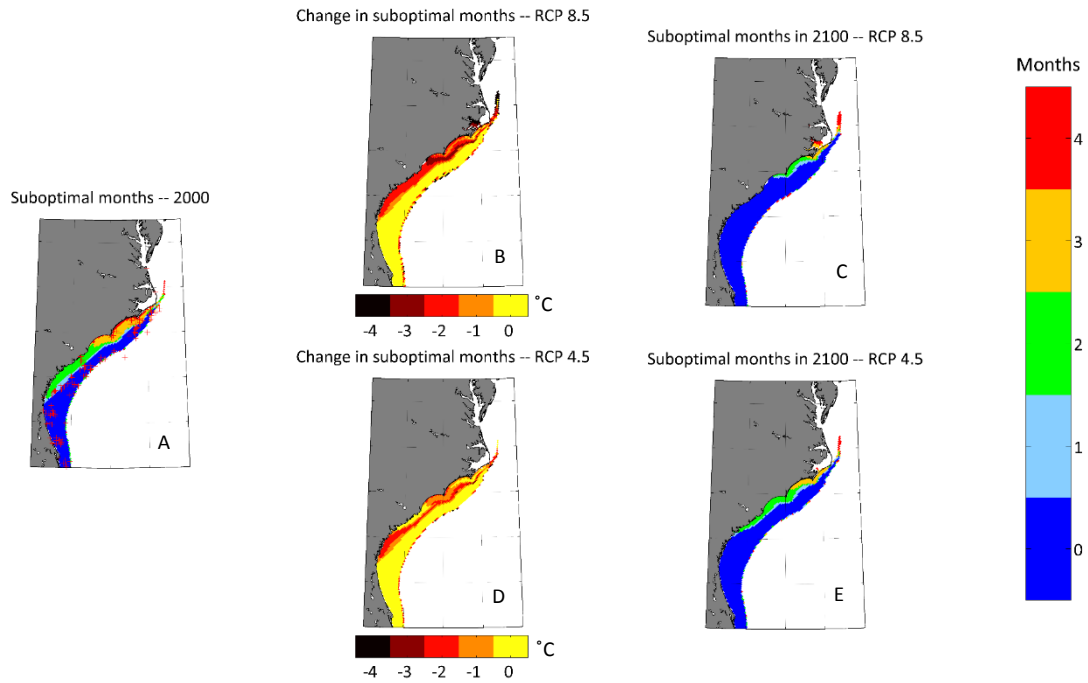 Change in suboptimal months -- RCP 8.5
Suboptimal months in 2100 -- RCP 8.5
Months
Suboptimal months -- 2000
4
3
2
1
0
A
B
C
-4 -3 -2 -1 0 ˚C
Change in suboptimal months -- RCP 4.5
Suboptimal months in 2100 -- RCP 4.5
D
E
-4 -3 -2 -1 0 ˚C